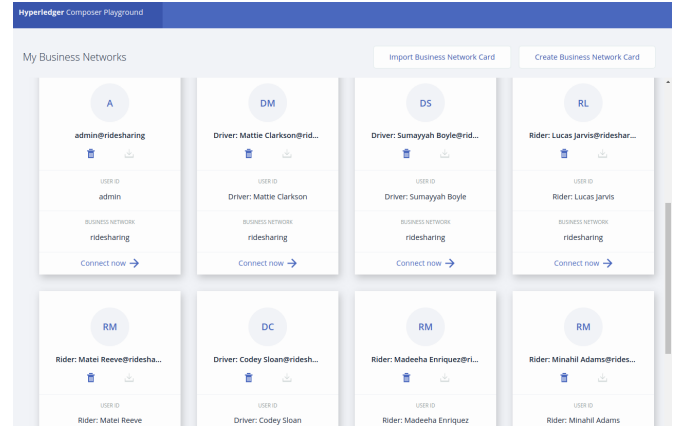 Hyperledger Composer Playground
My Business Networks
Import Business Network Card
Create Business Network Card
A
DM
DS
RL
admin@ridesharing
Driver: Mattie Clarkson@rid...
Driver: Sumayyah Boyle@rid...
Rider: Lucas Jarvis@rideshar...
USER ID
USER ID
USER ID
USER ID
admin
Driver: Mattie Clarkson
Driver: Sumayyah Boyle
Rider: Lucas Jarvis
BUSINESS NETWORK
BUSINESS NETWORK
BUSINESS NETWORK
BUSINESS NETWORK
ridesharing
ridesharing
ridesharing
ridesharing
Connect now →
Connect now →
Connect now →
Connect now →
RM
DC
RM
RM
Rider: Matei Reeve@ridesha...
Driver: Codey Sloan@ridesh...
Rider: Madeeha Enriquez@ri...
Rider: Minahil Adams@rides...
USER ID
USER ID
USER ID
USER ID
Rider: Matei Reeve
Driver: Codey Sloan
Rider: Madeeha Enriquez
Rider: Minahil Adams